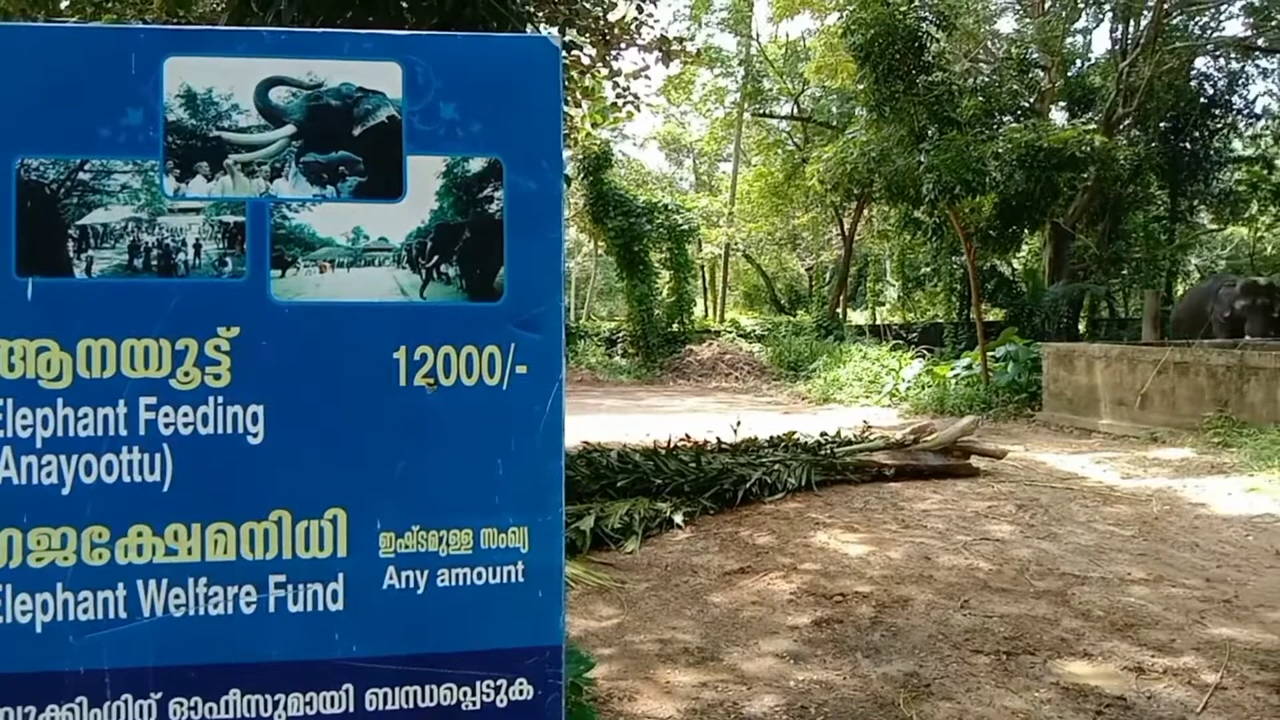 ആനയൂട്ട് 12000/-
Elephant Feeding
(Anayoottu)
ഗജക്ഷേമനിധി ഇഷ്ടമുള്ള സംഖ്യ
Elephant Welfare Fund Any amount
ബുക്കിംഗിന് ഓഫീസുമായി ബന്ധപ്പെടുക